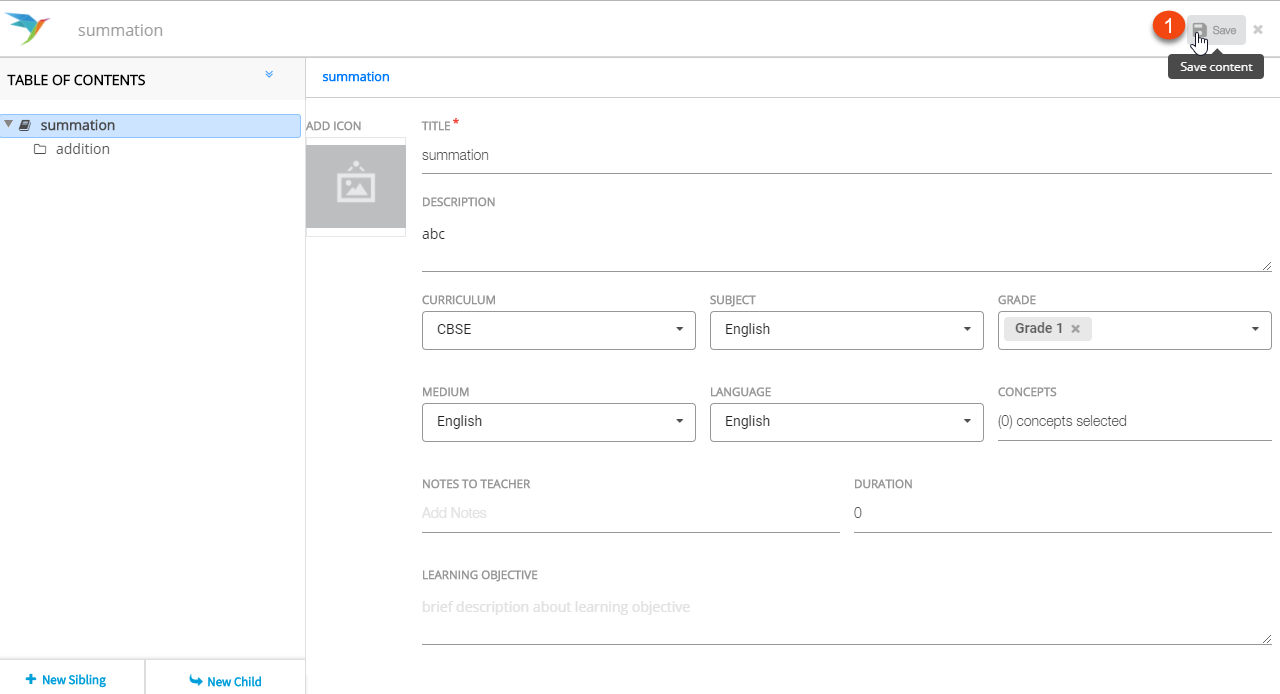 summation
1
Save
Save content
TABLE OF CONTENTS
summation
addition
summation
ADD ICON
TITLE*
summation
DESCRIPTION
abc
CURRICULUM SUBJECT GRADE
CBSE English Grade 1
MEDIUM LANGUAGE CONCEPTS
English English (0) concepts selected
NOTES TO TEACHER DURATION
Add Notes 0
LEARNING OBJECTIVE
brief description about learning objective
New Sibling New Child